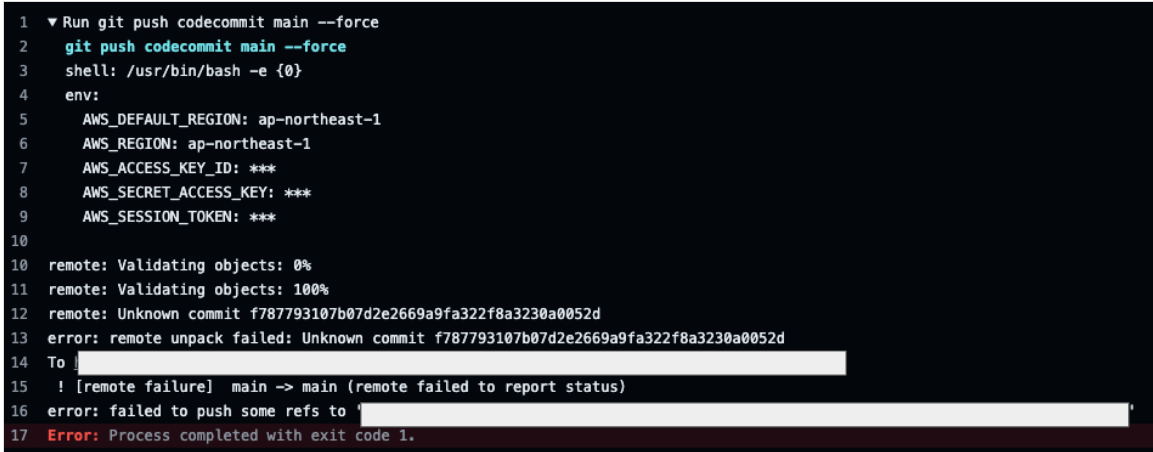 1 ▼ Run git push codecommit main --force
2 git push codecommit main --force
3 shell: /usr/bin/bash -e {0}
4 env:
5 AWS_DEFAULT_REGION: ap-northeast-1
6 AWS_REGION: ap-northeast-1
7 AWS_ACCESS_KEY_ID: ***
8 AWS_SECRET_ACCESS_KEY: ***
9 AWS_SESSION_TOKEN: ***
10
10 remote: Validating objects: 0%
11 remote: Validating objects: 100%
12 remote: Unknown commit f787793107b07d2e2669a9fa322f8a3230a0052d
13 error: remote unpack failed: Unknown commit f787793107b07d2e2669a9fa322f8a3230a0052d
14 To
15 ! [remote failure] main -> main (remote failed to report status)
16 error: failed to push some refs to ' '
17 Error: Process completed with exit code 1.